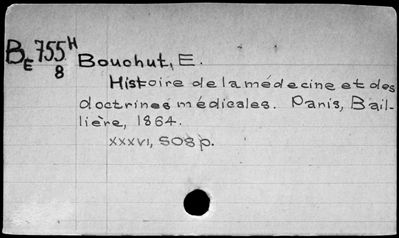 BE 755H
8
Bouchut, E.
Histoire de la médecine et des
doctrines médicales. Paris, Bail-
lière, 1864.
xxxvi, 508 p.